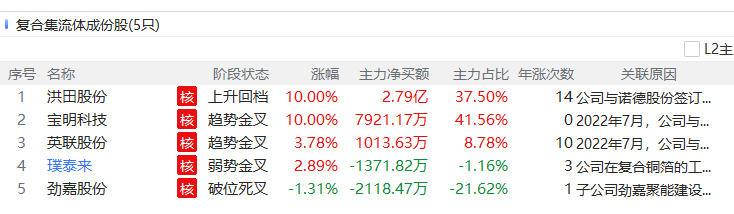 复合集流体成份股(5只)
L2主
序号 名称 阶段状态 涨幅 主力净买额 主力占比 年涨次数 关联原因
1 洪田股份 核 上升回档 10.00% 2.79亿 37.50% 14 公司与诺德股份签订...
2 宝明科技 核 趋势金叉 10.00% 7921.17万 41.56% 0 2022年7月，公司与...
3 英联股份 核 趋势金叉 3.78% 1013.63万 8.78% 10 2022年7月，公司与...
4 璞泰来 核 弱势金叉 2.89% -1371.82万 -1.16% 3 公司在复合铜箔的工...
5 劲嘉股份 核 破位死叉 -1.31% -2118.47万 -21.62% 1 子公司劲嘉聚能建设...